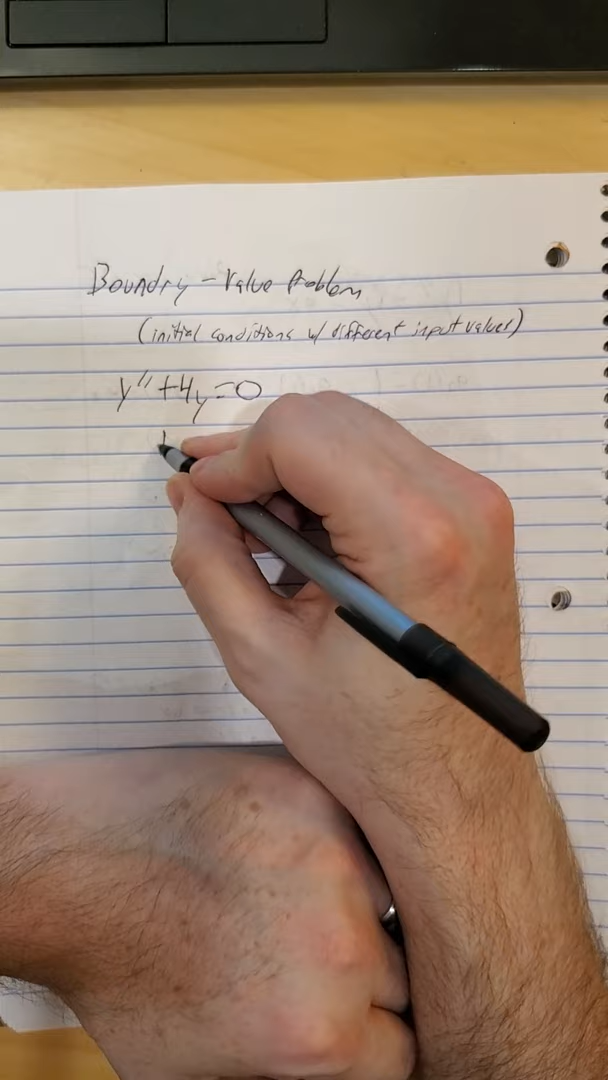 Boundry - Value Problem
(initial conditions w/ different input values)
y'' + 4y = 0